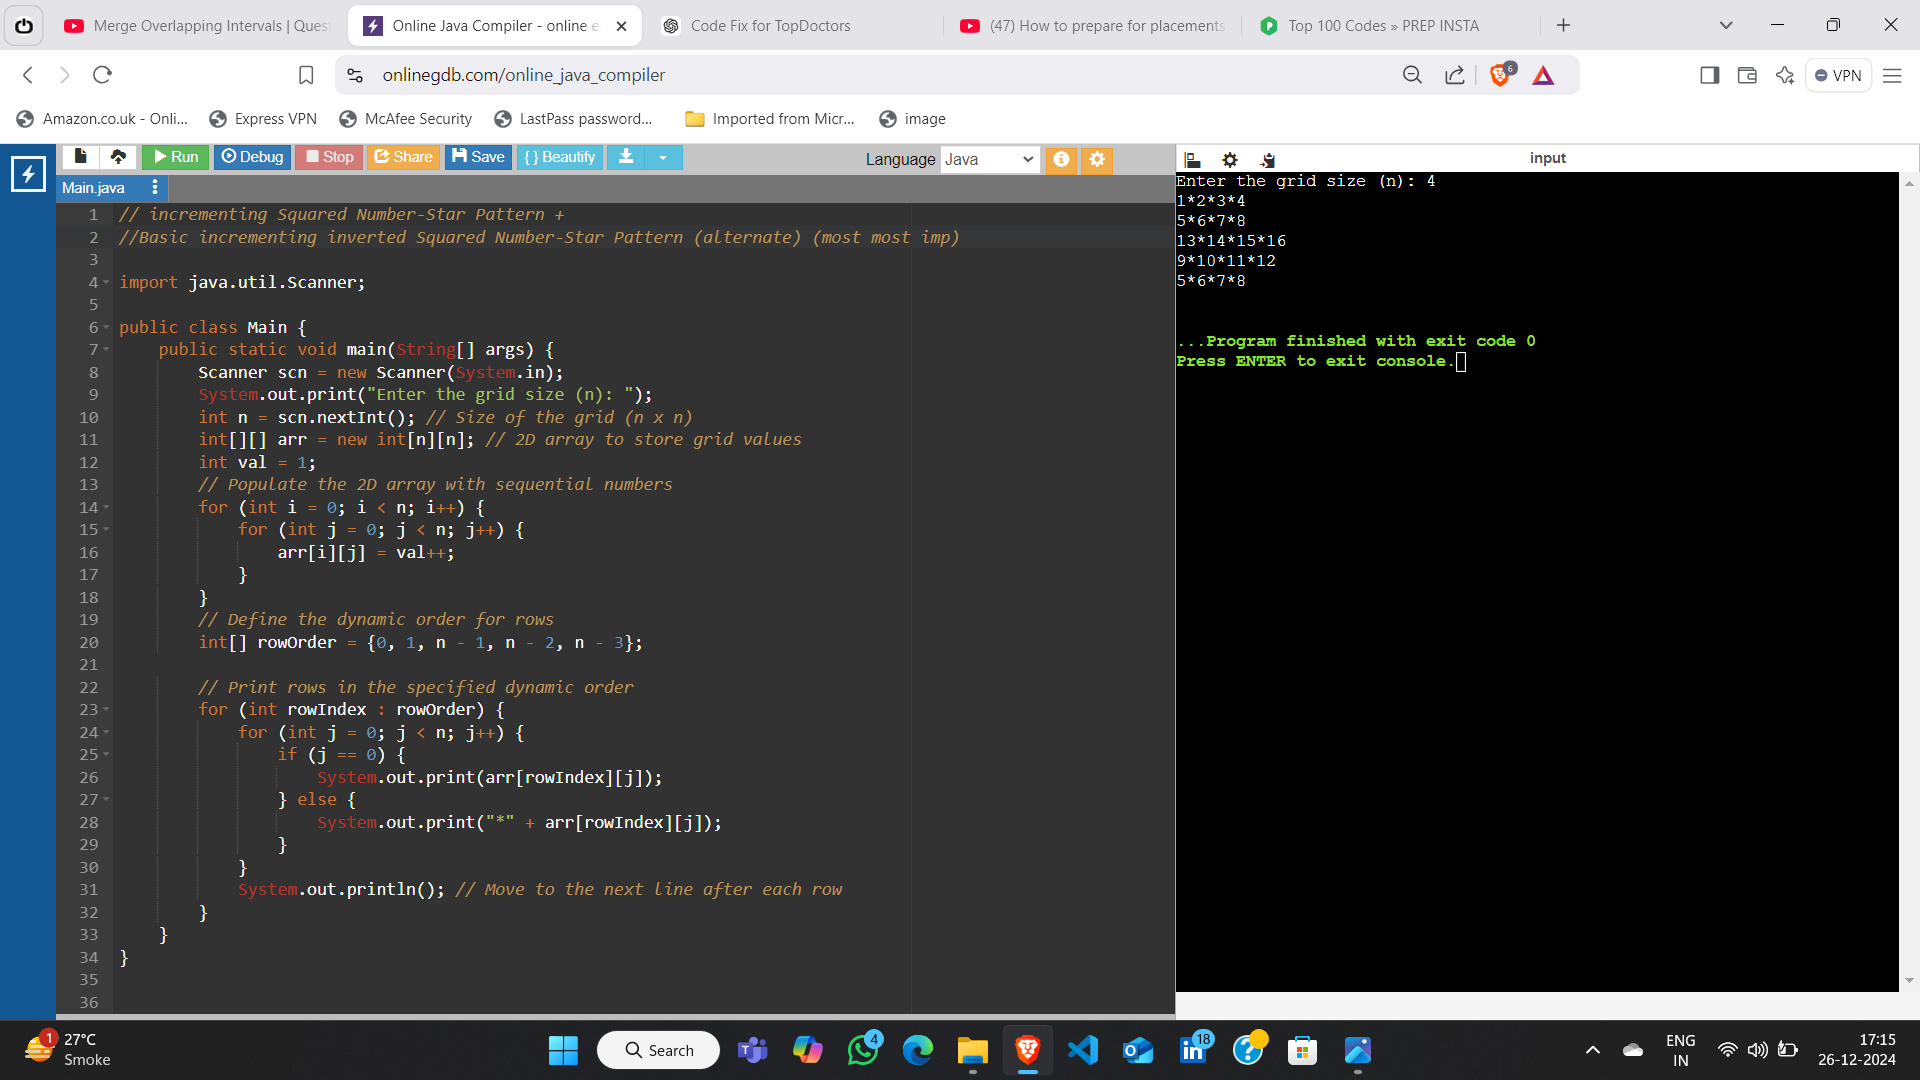 Merge Overlapping Intervals | Ques
Online Java Compiler - online e
Code Fix for TopDoctors
(47) How to prepare for placements
Top 100 Codes » PREP INSTA
onlinegdb.com/online_java_compiler
6
VPN
Amazon.co.uk - Onli...
Express VPN
McAfee Security
LastPass password...
Imported from Micr...
image
Run
Debug
Stop
Share
Save
{ } Beautify
Language
Java
input
Main.java
1 // incrementing Squared Number-Star Pattern +
2 //Basic incrementing inverted Squared Number-Star Pattern (alternate) (most most imp)
3
4 import java.util.Scanner;
5
6 public class Main {
7 public static void main(String[] args) {
8 Scanner scn = new Scanner(System.in);
9 System.out.print("Enter the grid size (n): ");
10 int n = scn.nextInt(); // Size of the grid (n x n)
11 int[][] arr = new int[n][n]; // 2D array to store grid values
12 int val = 1;
13 // Populate the 2D array with sequential numbers
14 for (int i = 0; i < n; i++) {
15 for (int j = 0; j < n; j++) {
16 arr[i][j] = val++;
17 }
18 }
19 // Define the dynamic order for rows
20 int[] rowOrder = {0, 1, n - 1, n - 2, n - 3};
21
22 // Print rows in the specified dynamic order
23 for (int rowIndex : rowOrder) {
24 for (int j = 0; j < n; j++) {
25 if (j == 0) {
26 System.out.print(arr[rowIndex][j]);
27 } else {
28 System.out.print("*" + arr[rowIndex][j]);
29 }
30 }
31 System.out.println(); // Move to the next line after each row
32 }
33 }
34 }
35
36
Enter the grid size (n): 4
1*2*3*4
5*6*7*8
13*14*15*16
9*10*11*12
5*6*7*8
...Program finished with exit code 0
Press ENTER to exit console.
1
27°C
Smoke
Search
4
18
ENG
IN
17:15
26-12-2024